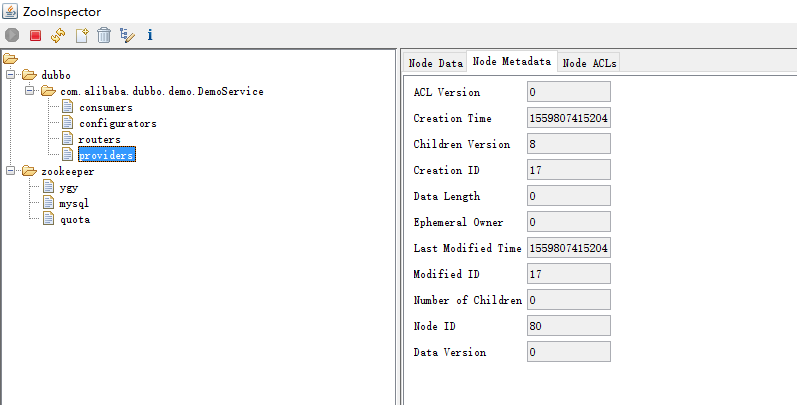 ZooInspector
dubbo
com.alibaba.dubbo.demo.DemoService
consumers
configurators
routers
providers
zookeeper
ygy
mysql
quota
Node Data Node Metadata Node ACLs
ACL Version 0
Creation Time 1559807415204
Children Version 8
Creation ID 17
Data Length 0
Ephemeral Owner 0
Last Modified Time 1559807415204
Modified ID 17
Number of Children 0
Node ID 80
Data Version 0